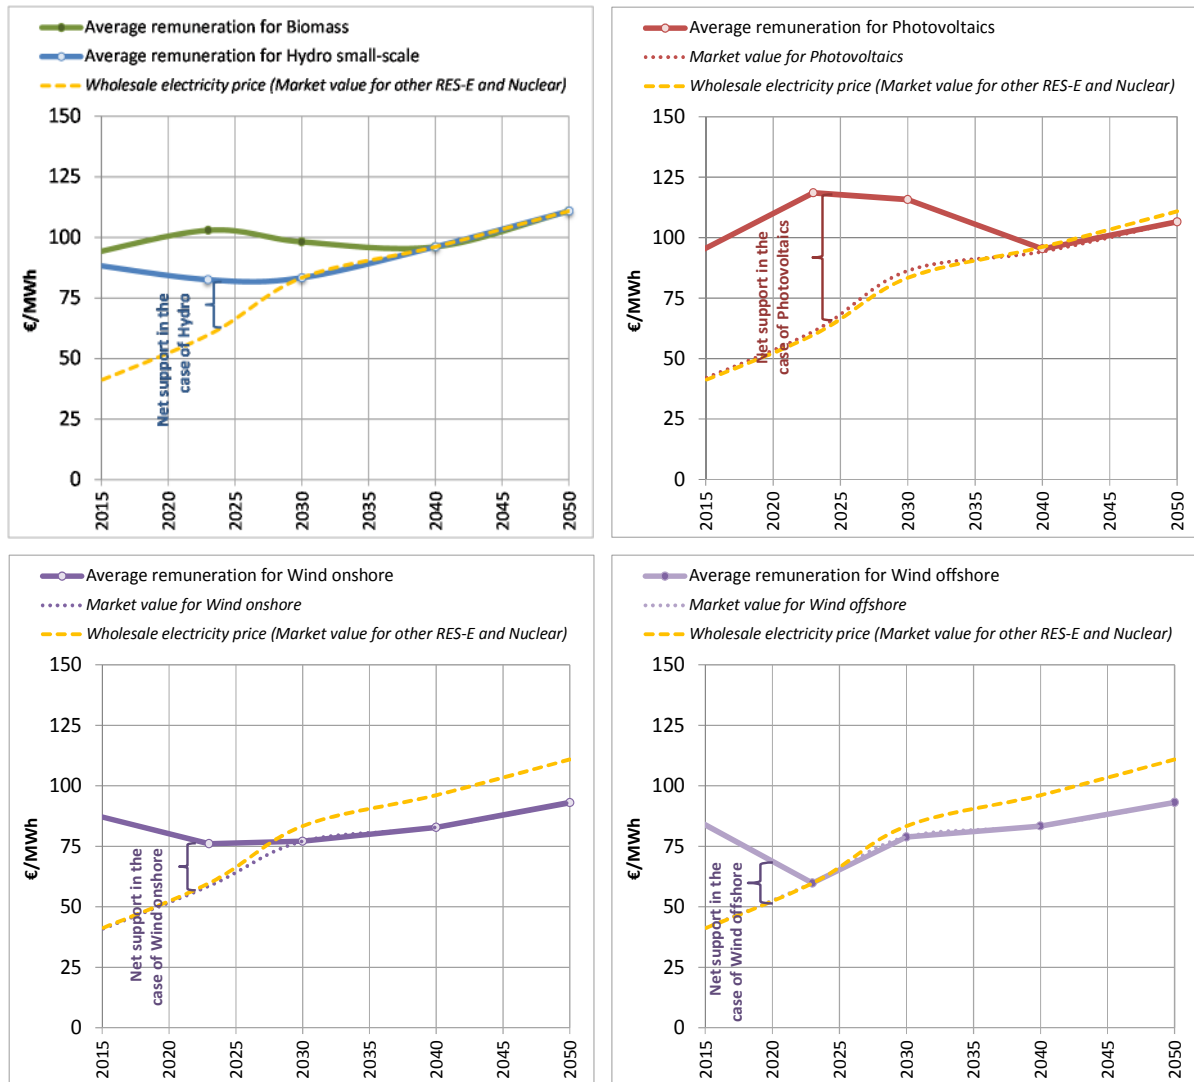 Average remuneration for Biomass
Average remuneration for Hydro small-scale
Wholesale electricity price (Market value for other RES-E and Nuclear)
150
125
100
75
50
25
0
€/MWh
Net support in the
case of Hydro
2015
2020
2025
2030
2035
2040
2045
2050
Average remuneration for Photovoltaics
Market value for Photovoltaics
Wholesale electricity price (Market value for other RES-E and Nuclear)
150
125
100
75
50
25
0
€/MWh
Net support in the
case of Photovoltaics
2015
2020
2025
2030
2035
2040
2045
2050
Average remuneration for Wind onshore
Market value for Wind onshore
Wholesale electricity price (Market value for other RES-E and Nuclear)
150
125
100
75
50
25
0
€/MWh
Net support in the
case of Wind onshore
2015
2020
2025
2030
2035
2040
2045
2050
Average remuneration for Wind offshore
Market value for Wind offshore
Wholesale electricity price (Market value for other RES-E and Nuclear)
150
125
100
75
50
25
0
€/MWh
Net support in the
case of Wind offshore
2015
2020
2025
2030
2035
2040
2045
2050